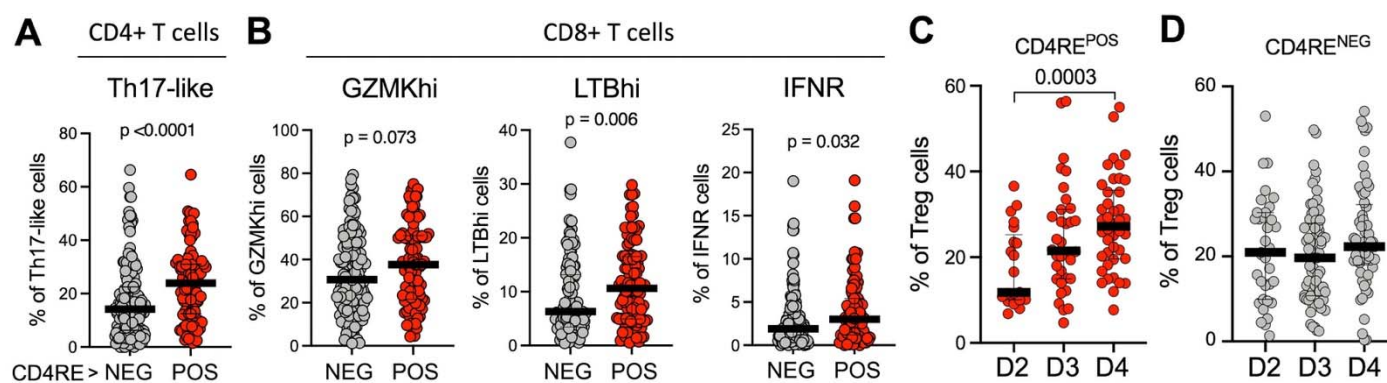 A
CD4+ T cells
Th17-like
p <0.0001
% of Th17-like cells
80
60
40
20
0
CD4RE > NEG POS
B
CD8+ T cells
GZMKhi
p = 0.073
% of GZMKhi cells
100
80
60
40
20
0
NEG POS
LTBhi
p = 0.006
% of LTBhi cells
40
30
20
10
0
NEG POS
IFNR
p = 0.032
% of IFNR cells
25
20
15
10
5
0
NEG POS
C
CD4REPOS
0.0003
% of Treg cells
60
40
20
0
D2 D3 D4
D
CD4RENEG
% of Treg cells
60
40
20
0
D2 D3 D4